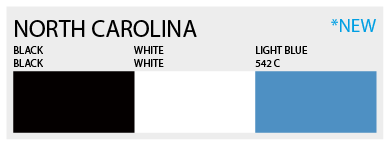 NORTH CAROLINA *NEW
BLACK WHITE LIGHT BLUE
BLACK WHITE 542 C